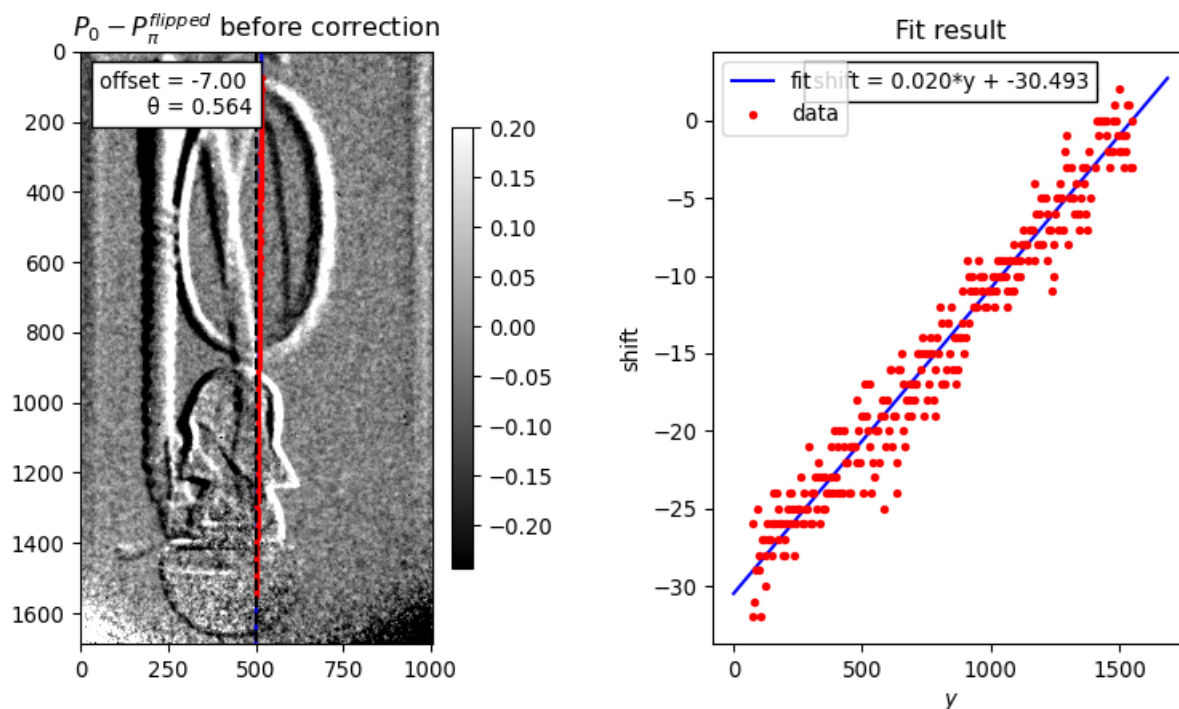 P_0 − P_π^{flipped} before correction
offset = -7.00
θ = 0.564
0
200
400
600
800
1000
1200
1400
1600
0 250 500 750 1000
0.20
0.15
0.10
0.05
0.00
−0.05
−0.10
−0.15
−0.20
Fit result
fit
data
shift = 0.020*y + -30.493
shift
0
−5
−10
−15
−20
−25
−30
0 500 1000 1500
y